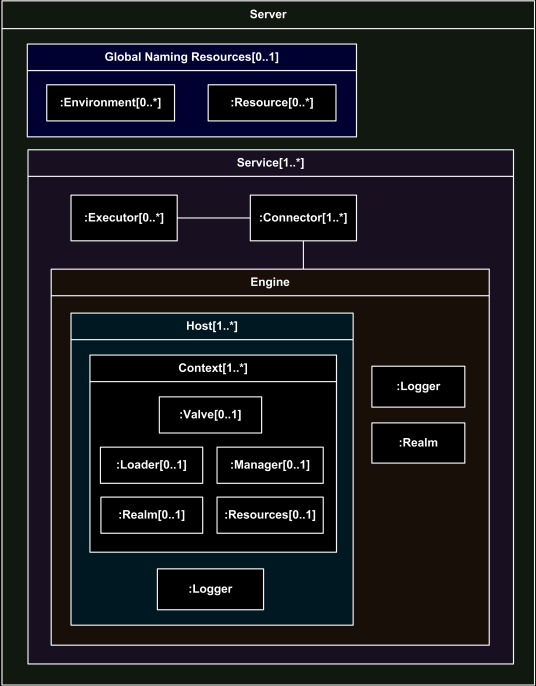 Server
Global Naming Resources[0..1]
:Environment[0..*]
:Resource[0..*]
Service[1..*]
:Executor[0..*]
:Connector[1..*]
Engine
Host[1..*]
Context[1..*]
:Valve[0..1]
:Loader[0..1]
:Manager[0..1]
:Realm[0..1]
:Resources[0..1]
:Logger
:Logger
:Realm